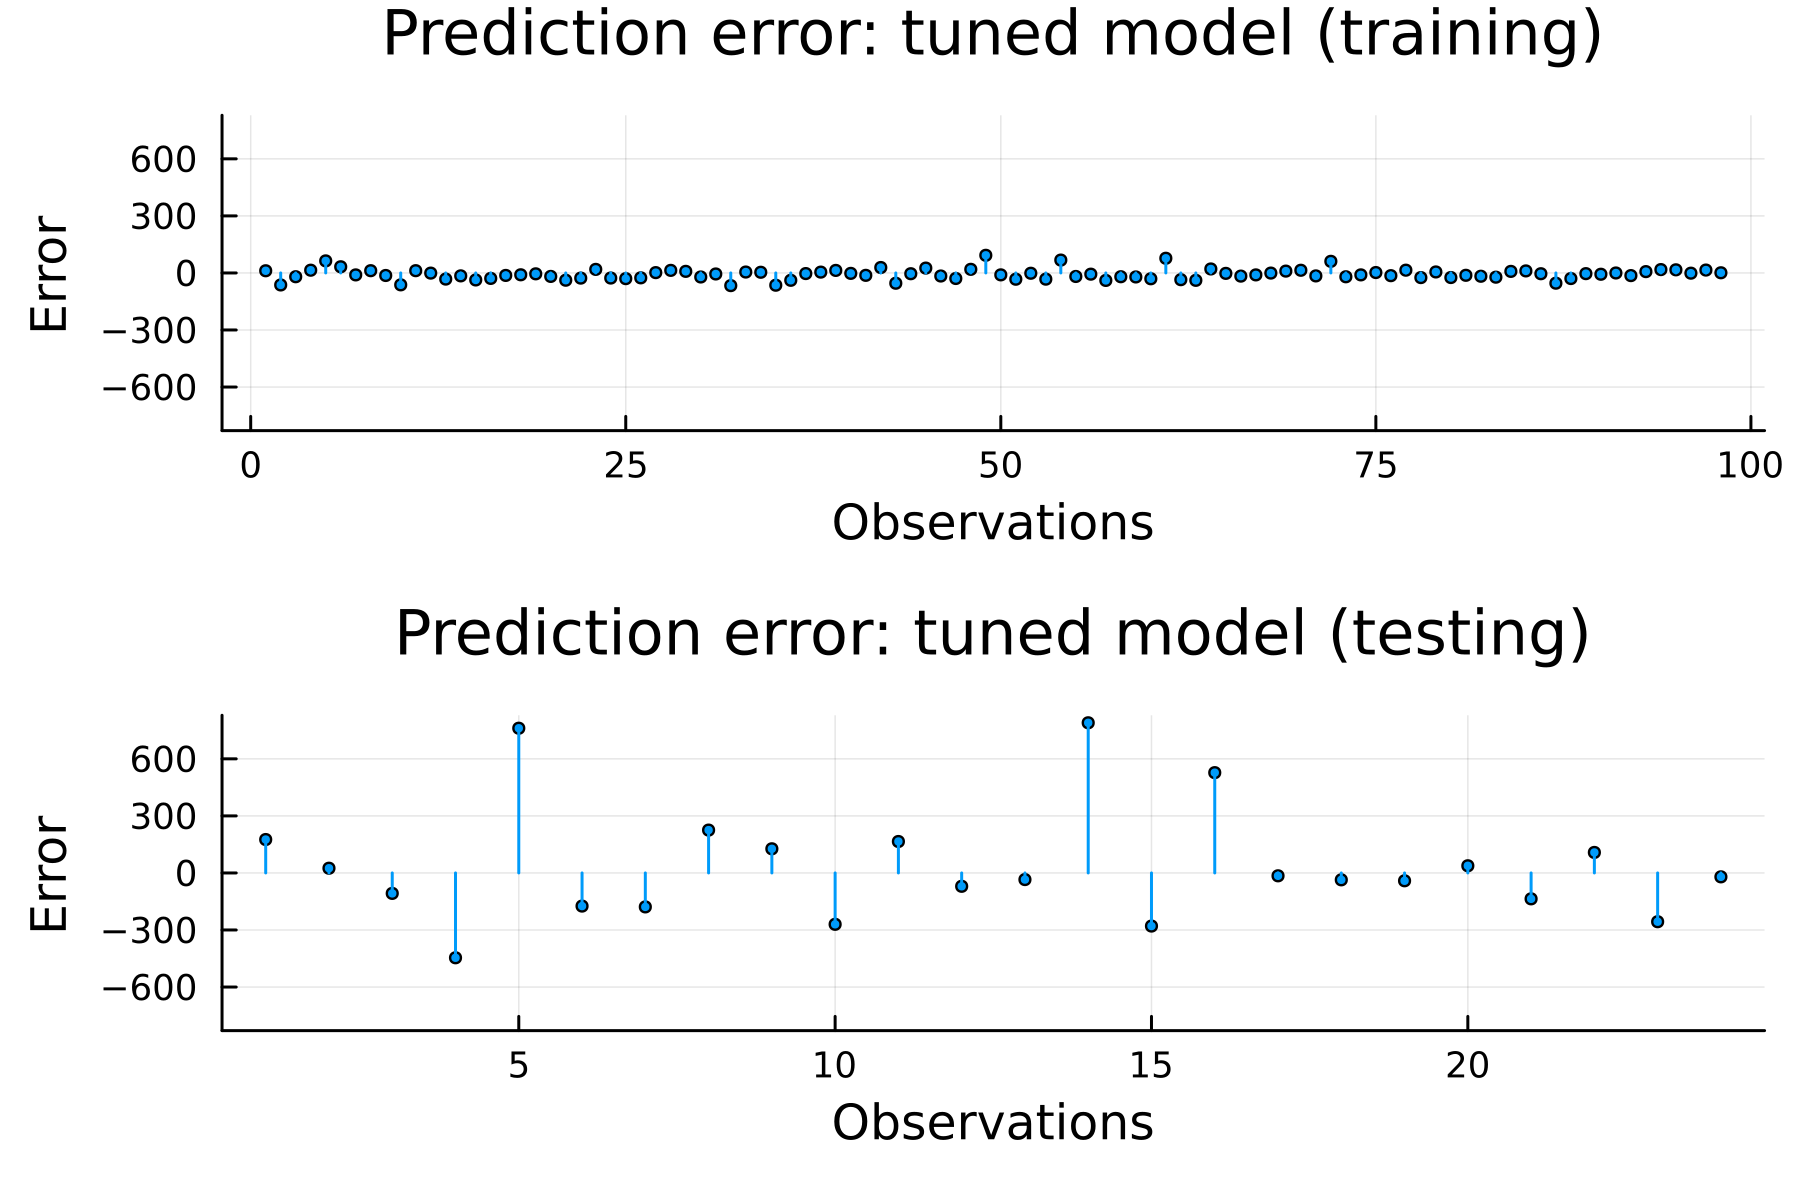 Prediction error: tuned model (training)
Error
600
300
0
−300
−600
0 25 50 75 100
Observations
Prediction error: tuned model (testing)
Error
600
300
0
−300
−600
5 10 15 20
Observations